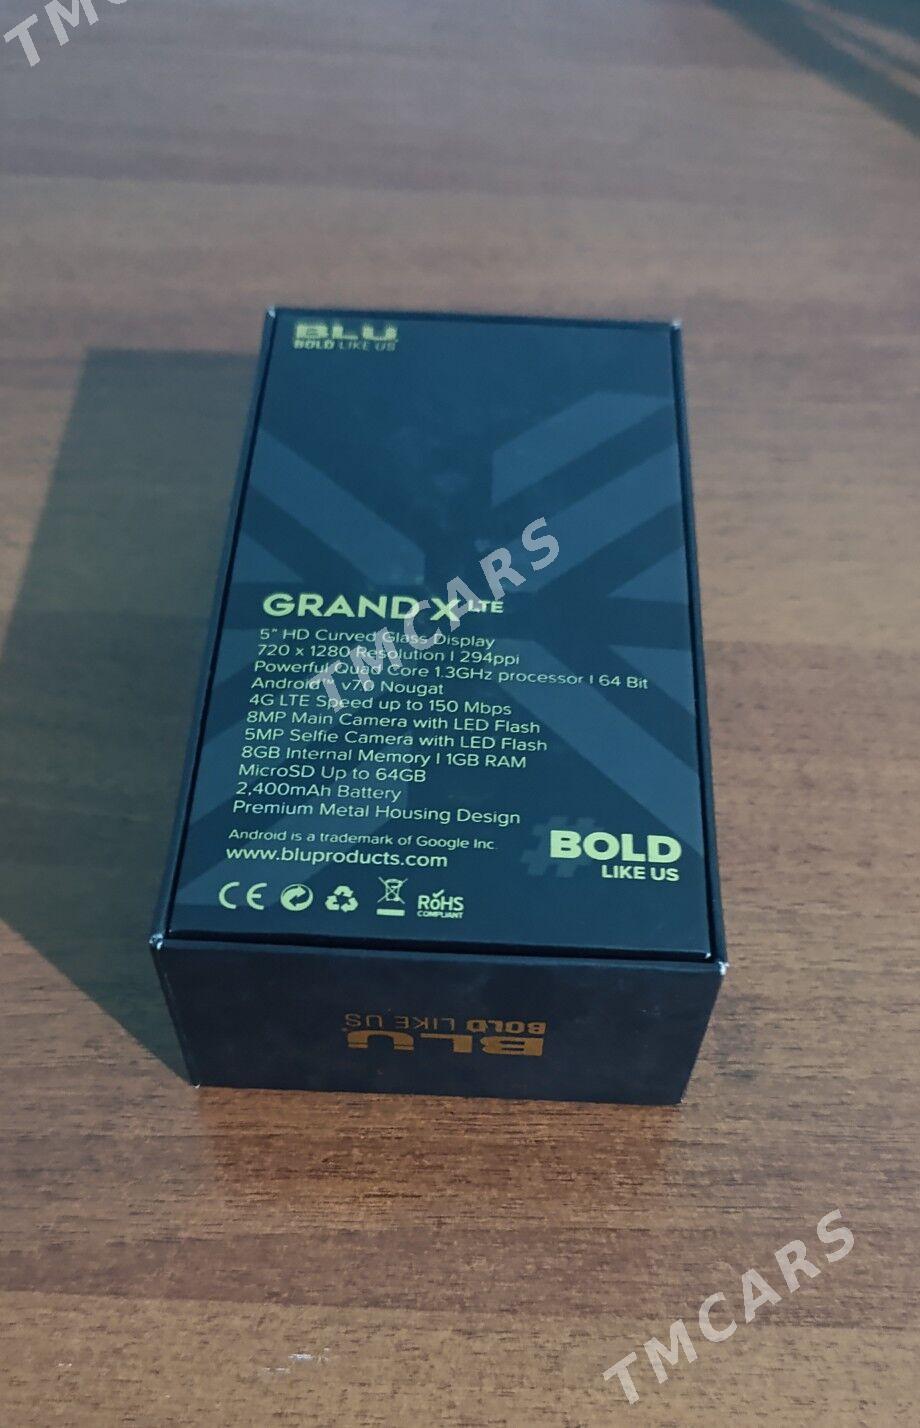 TMC
BLU
BOLD LIKE US
GRAND X LTE
5" HD Curved Glass Display
720 x 1280 Resolution | 294ppi
Powerful Quad Core 1.3GHz processor | 64 Bit
Android™ v7.0 Nougat
4G LTE Speed up to 150 Mbps
8MP Main Camera with LED Flash
5MP Selfie Camera with LED Flash
8GB Internal Memory | 1GB RAM
MicroSD Up to 64GB
2,400mAh Battery
Premium Metal Housing Design
Android is a trademark of Google Inc.
www.bluproducts.com
#BOLD
LIKE US
CE
RoHS
COMPLIANT
BLU
BOLD LIKE US
TMCARS
TMCARS